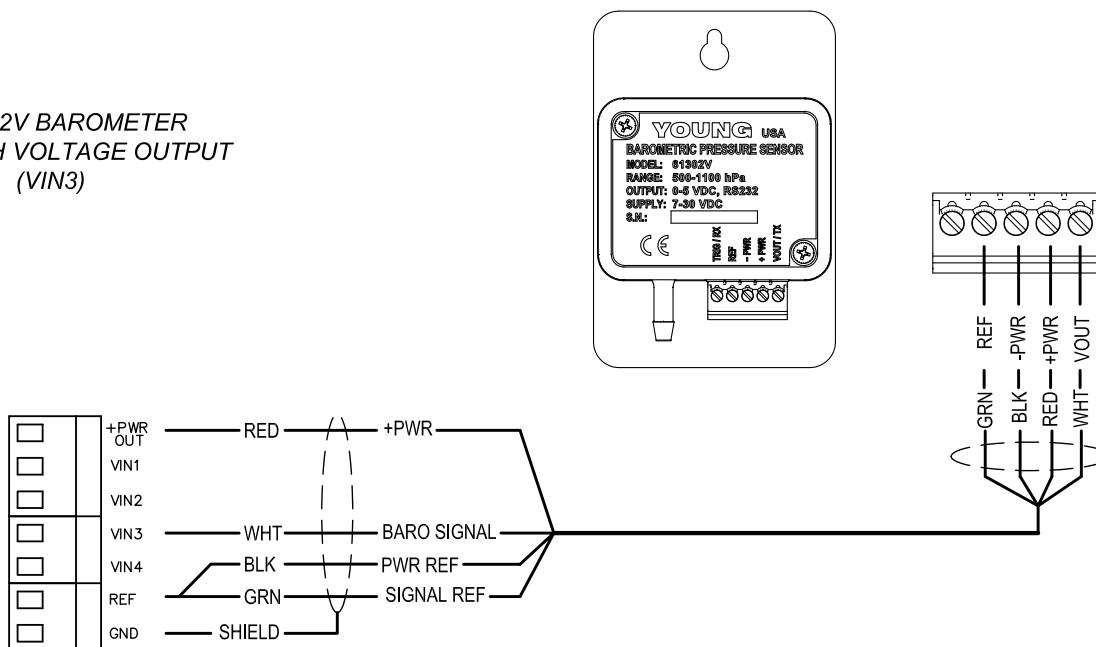 2V BAROMETER
H VOLTAGE OUTPUT
(VIN3)
YOUNG USA
BAROMETRIC PRESSURE SENSOR
MODEL: 61302V
RANGE: 500-1100 hPa
OUTPUT: 0-5 VDC, RS232
SUPPLY: 7-30 VDC
S.N.:
CE
TRIG / RX
REF
- PWR
+ PWR
VOUT / TX
REF
-PWR
+PWR
VOUT
GRN
BLK
RED
WHT
+PWR
OUT
RED
+PWR
VIN1
VIN2
VIN3
WHT
BARO SIGNAL
VIN4
BLK
PWR REF
REF
GRN
SIGNAL REF
GND
SHIELD